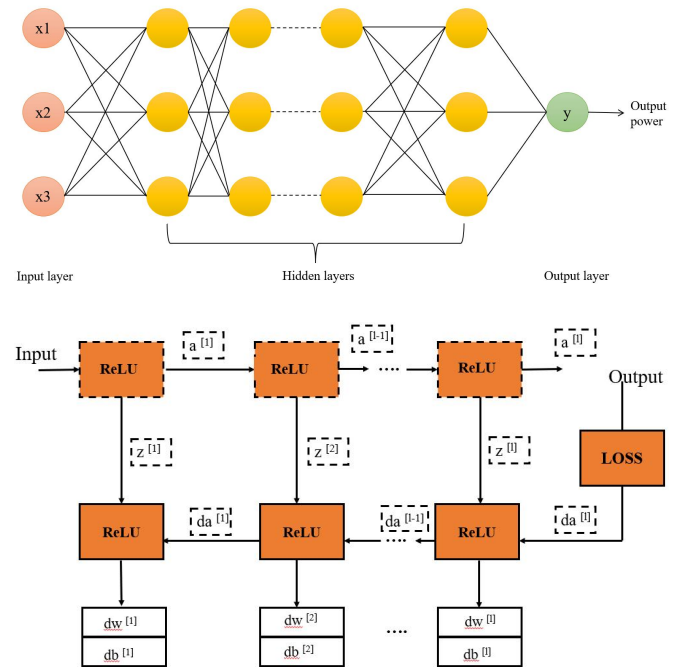 x1
x2
x3
y
Output
power
Input layer
Hidden layers
Output layer
Input
ReLU
a [1]
ReLU
a [l-1]
....
ReLU
a [l]
Output
z [1]
z [2]
z [l]
LOSS
ReLU
da [1]
ReLU
da [l-1]
....
ReLU
da [l]
dw [1]
db [1]
dw [2]
db [2]
....
dw [l]
db [l]